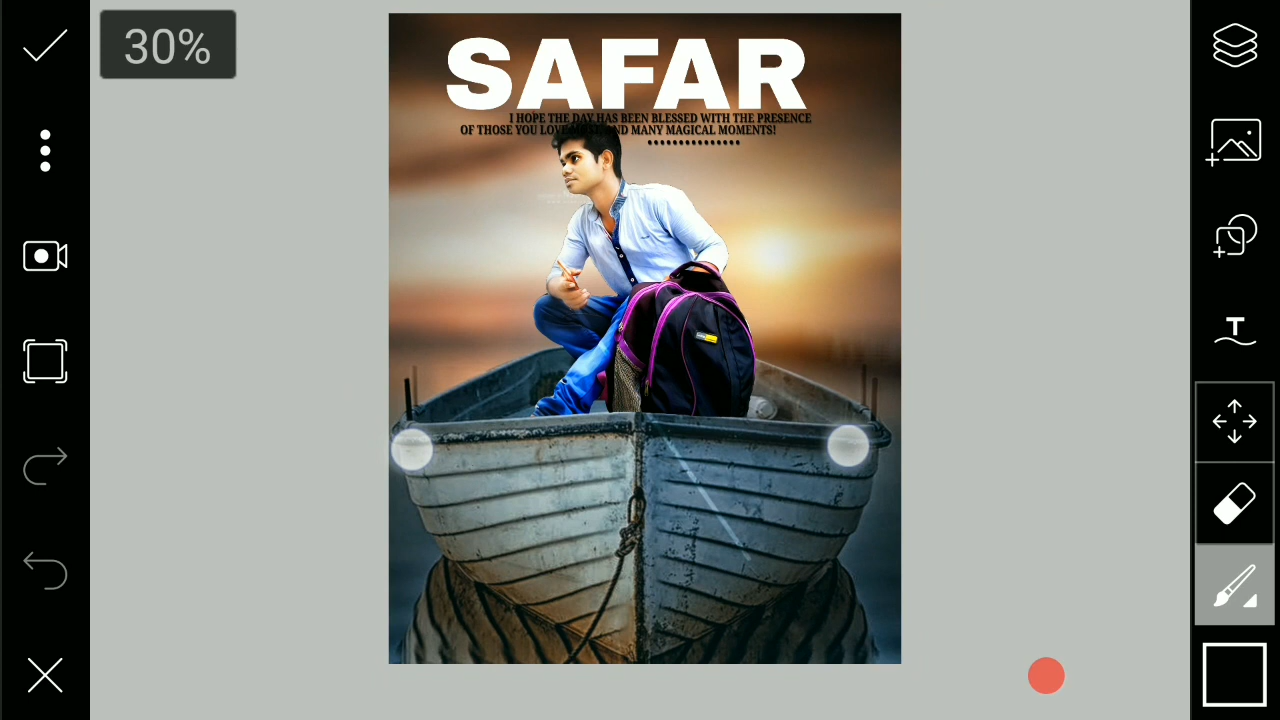 30%
SAFAR
I HOPE THE DAY HAS BEEN BLESSED WITH THE PRESENCE
OF THOSE YOU LOVE MOST AND MANY MAGICAL MOMENTS!
T